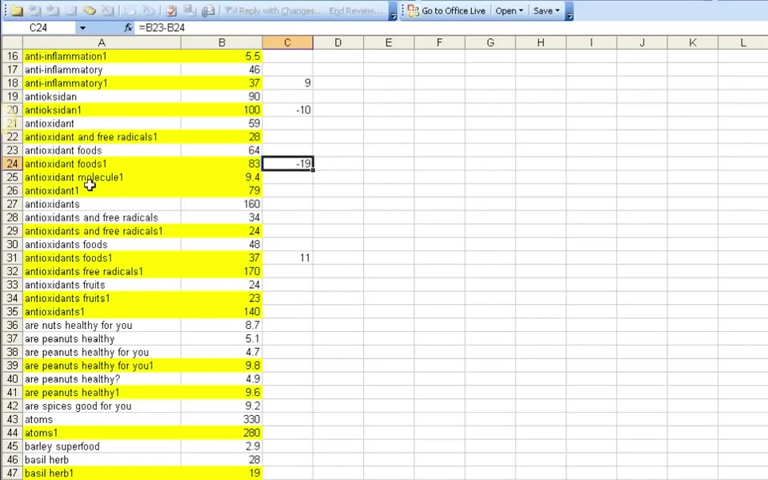 Reply with Changes... End Review... Go to Office Live Open Save
C24 =B23-B24
A B C D E F G H I J K L
16 anti-inflammation1 5.5
17 anti-inflammatory 46
18 anti-inflammatory1 37 9
19 antioksidan 90
20 antioksidan1 100 -10
21 antioxidant 59
22 antioxidant and free radicals1 28
23 antioxidant foods 64
24 antioxidant foods1 83 -19
25 antioxidant molecule1 9.4
26 antioxidant1 79
27 antioxidants 160
28 antioxidants and free radicals 34
29 antioxidants and free radicals1 24
30 antioxidants foods 48
31 antioxidants foods1 37 11
32 antioxidants free radicals1 170
33 antioxidants fruits 24
34 antioxidants fruits1 23
35 antioxidants1 140
36 are nuts healthy for you 8.7
37 are peanuts healthy 5.1
38 are peanuts healthy for you 4.7
39 are peanuts healthy for you1 9.8
40 are peanuts healthy? 4.9
41 are peanuts healthy1 9.6
42 are spices good for you 9.2
43 atoms 330
44 atoms1 280
45 barley superfood 2.9
46 basil herb 28
47 basil herb1 19